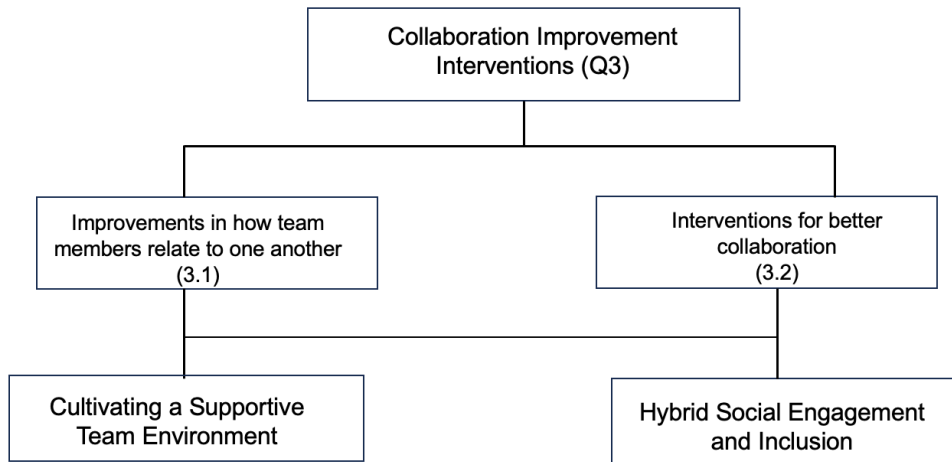 Collaboration Improvement
Interventions (Q3)
Improvements in how team
members relate to one another
(3.1)
Interventions for better
collaboration
(3.2)
Cultivating a Supportive
Team Environment
Hybrid Social Engagement
and Inclusion